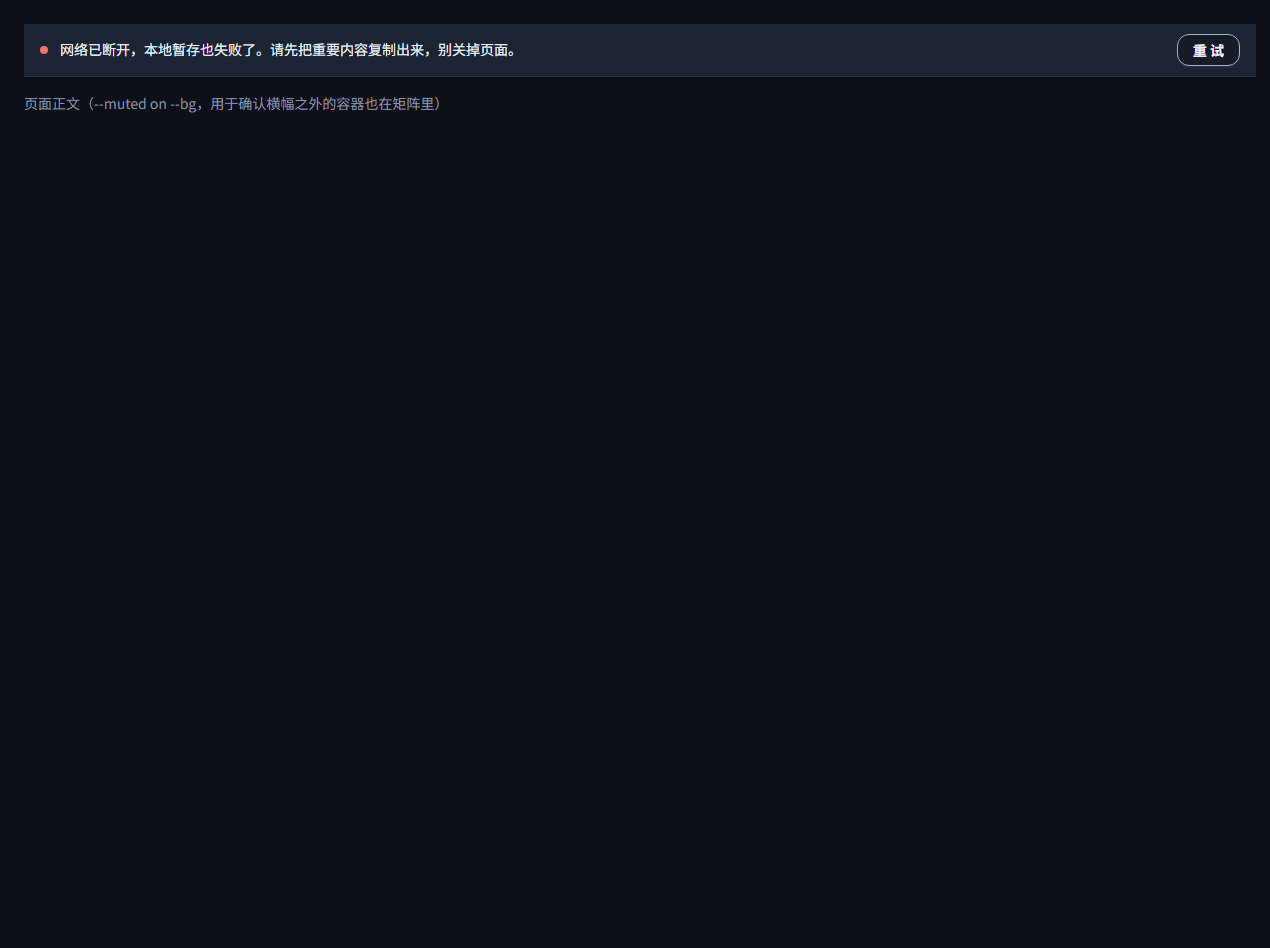 网络已断开，本地暂存也失败了。请先把重要内容复制出来，别关掉页面。
重试
页面正文（--muted on --bg，用于确认横幅之外的容器也在矩阵里）